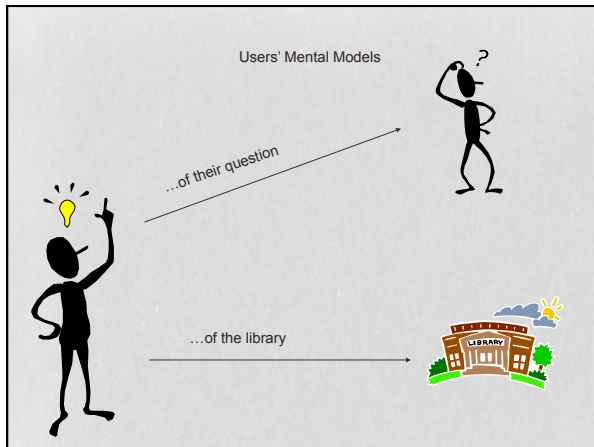 Users’ Mental Models
?
…of their question
…of the library
LIBRARY